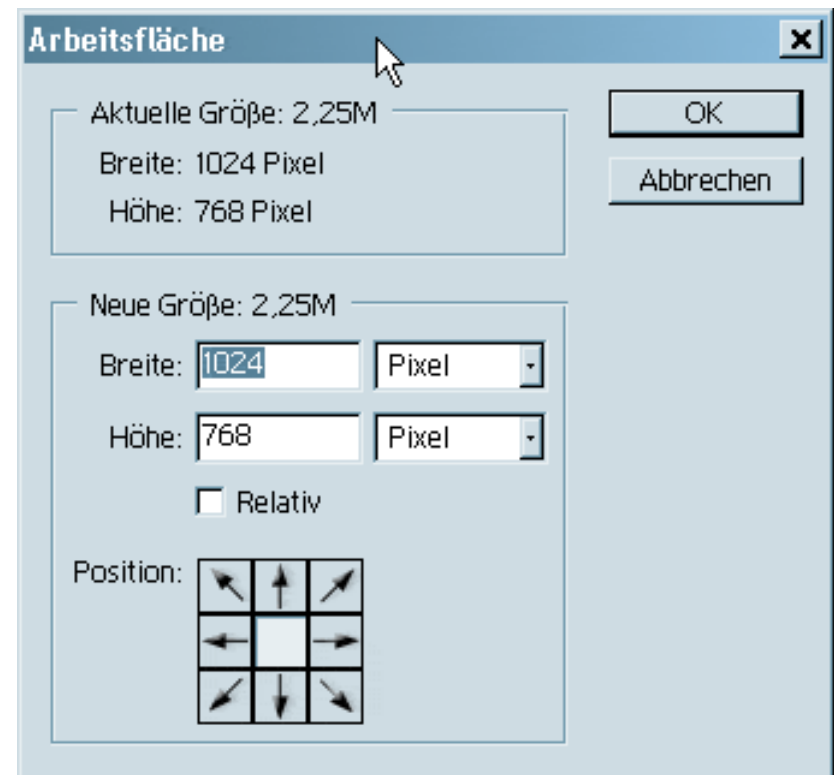 Arbeitsfläche
Aktuelle Größe: 2,25M
Breite: 1024 Pixel
Höhe: 768 Pixel
OK
Abbrechen
Neue Größe: 2,25M
Breite: 1024 Pixel
Höhe: 768 Pixel
Relativ
Position: